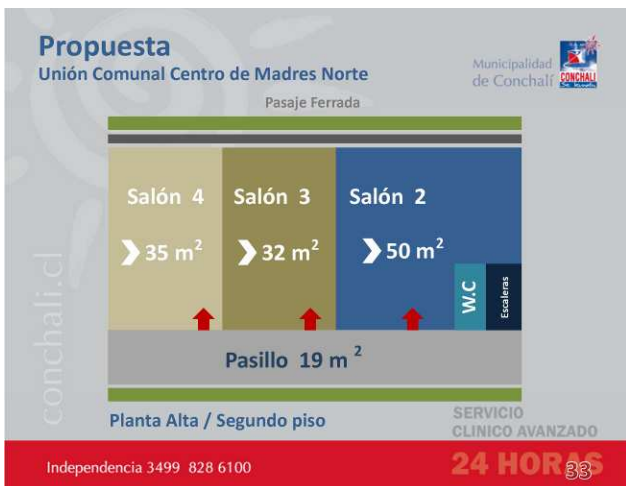 Propuesta
Unión Comunal Centro de Madres Norte
Municipalidad
de Conchalí
CONCHALI
Pasaje Ferrada
Salón 4
Salón 3
Salón 2
35 m²
32 m²
50 m²
W.C
Escaleras
Pasillo 19 m ²
conchali.cl
Planta Alta / Segundo piso
SERVICIO
CLINICO AVANZADO
24 HORAS
Independencia 3499 828 6100
33